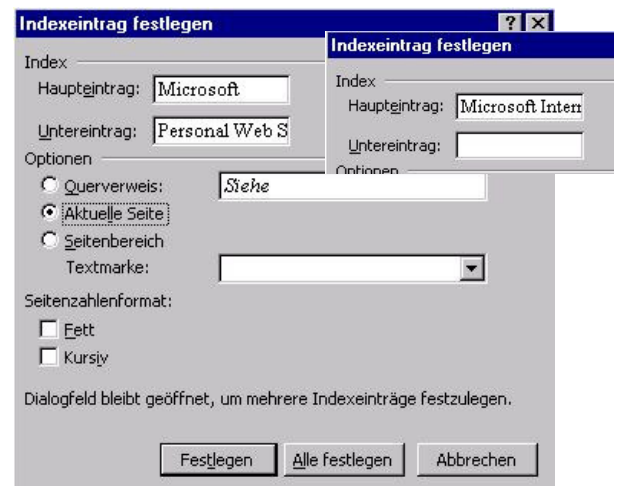 Indexeintrag festlegen
Index
Haupteintrag: Microsoft
Untereintrag: Personal Web S
Optionen
Querverweis: Siehe
Aktuelle Seite
Seitenbereich
Textmarke:
Seitenzahlenformat:
Fett
Kursiv
Dialogfeld bleibt geöffnet, um mehrere Indexeinträge festzulegen.
Festlegen Alle festlegen Abbrechen
Indexeintrag festlegen
Index
Haupteintrag: Microsoft Intern
Untereintrag:
Optionen